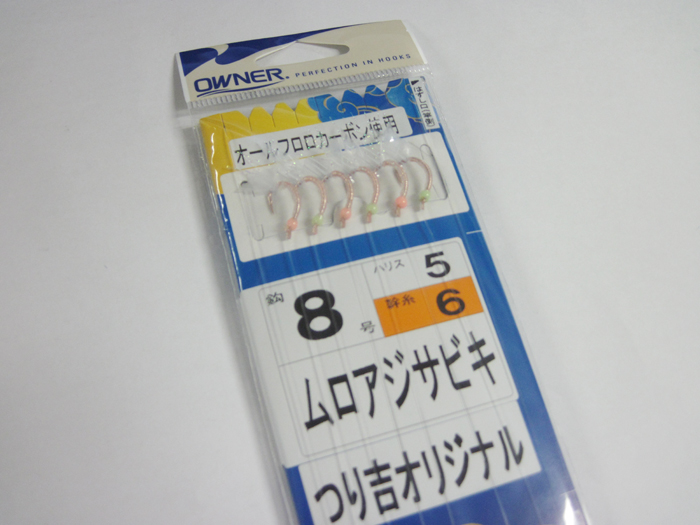 OWNER. PERFECTION IN HOOKS
オールフロロカーボン使用
鈎 8 号
ハリス 5
幹糸 6
ムロアジサビキ
つり吉オリジナル